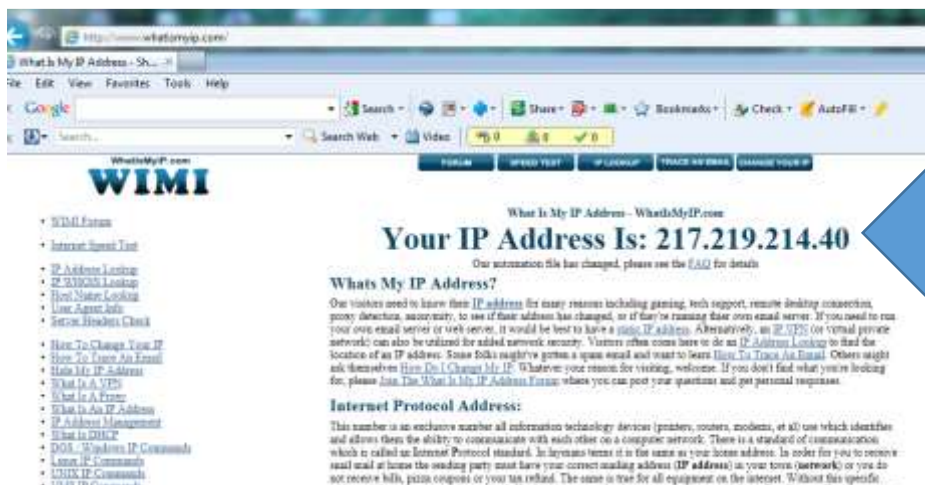 http://www.whatismyip.com/
What Is My IP Address - Sh...
File Edit View Favorites Tools Help
Google Search Share Bookmarks Check AutoFill
Search... Search Web Video 0 0 0
WhatIsMyIP.com
WIMI
FORUM SPEED TEST IP LOOKUP TRACE AN EMAIL CHANGE YOUR IP
WIMI Forum
Internet Speed Test
IP Address Lookup
IP WHOIS Lookup
Host Name Lookup
User Agent Info
Server Headers Check
How To Change Your IP
How To Trace An Email
Hide My IP Address
What Is A VPN
What Is A Proxy
What Is An IP Address
IP Address Management
What Is DHCP
DOS / Windows IP Commands
Linux IP Commands
UNIX IP Commands
What Is My IP Address - WhatIsMyIP.com
Your IP Address Is: 217.219.214.40
Our automation file has changed, please see the FAQ for details
Whats My IP Address?
Our visitors need to know their IP address for many reasons including gaming, tech support, remote desktop connection,
proxy detection, anonymity, to see if their address has changed, or if they're running their own email server. If you need to run
your own email server or web server, it would be best to have a static IP address. Alternatively, an IP VPN (or virtual private
network) can also be utilized for added network security. Visitors often come here to do an IP Address Lookup to find the
location of an IP address. Some folks might've gotten a spam email and want to learn How To Trace An Email. Others might
ask themselves How Do I Change My IP. Whatever your reason for visiting, welcome. If you don't find what you're looking
for, please Join The What Is My IP Address Forum where you can post your questions and get personal responses.
Internet Protocol Address:
This number is an exclusive number all information technology devices (printers, routers, modems, et al) use which identifies
and allows them the ability to communicate with each other on a computer network. There is a standard of communication
which is called an Internet Protocol standard. In laymans terms it is the same as your home address. In order for you to receive
snail mail at home the sending party must have your correct mailing address (IP address) in your town (network) or you do
not receive bills, pizza coupons or your tax refund. The same is true for all equipment on the internet. Without this specific